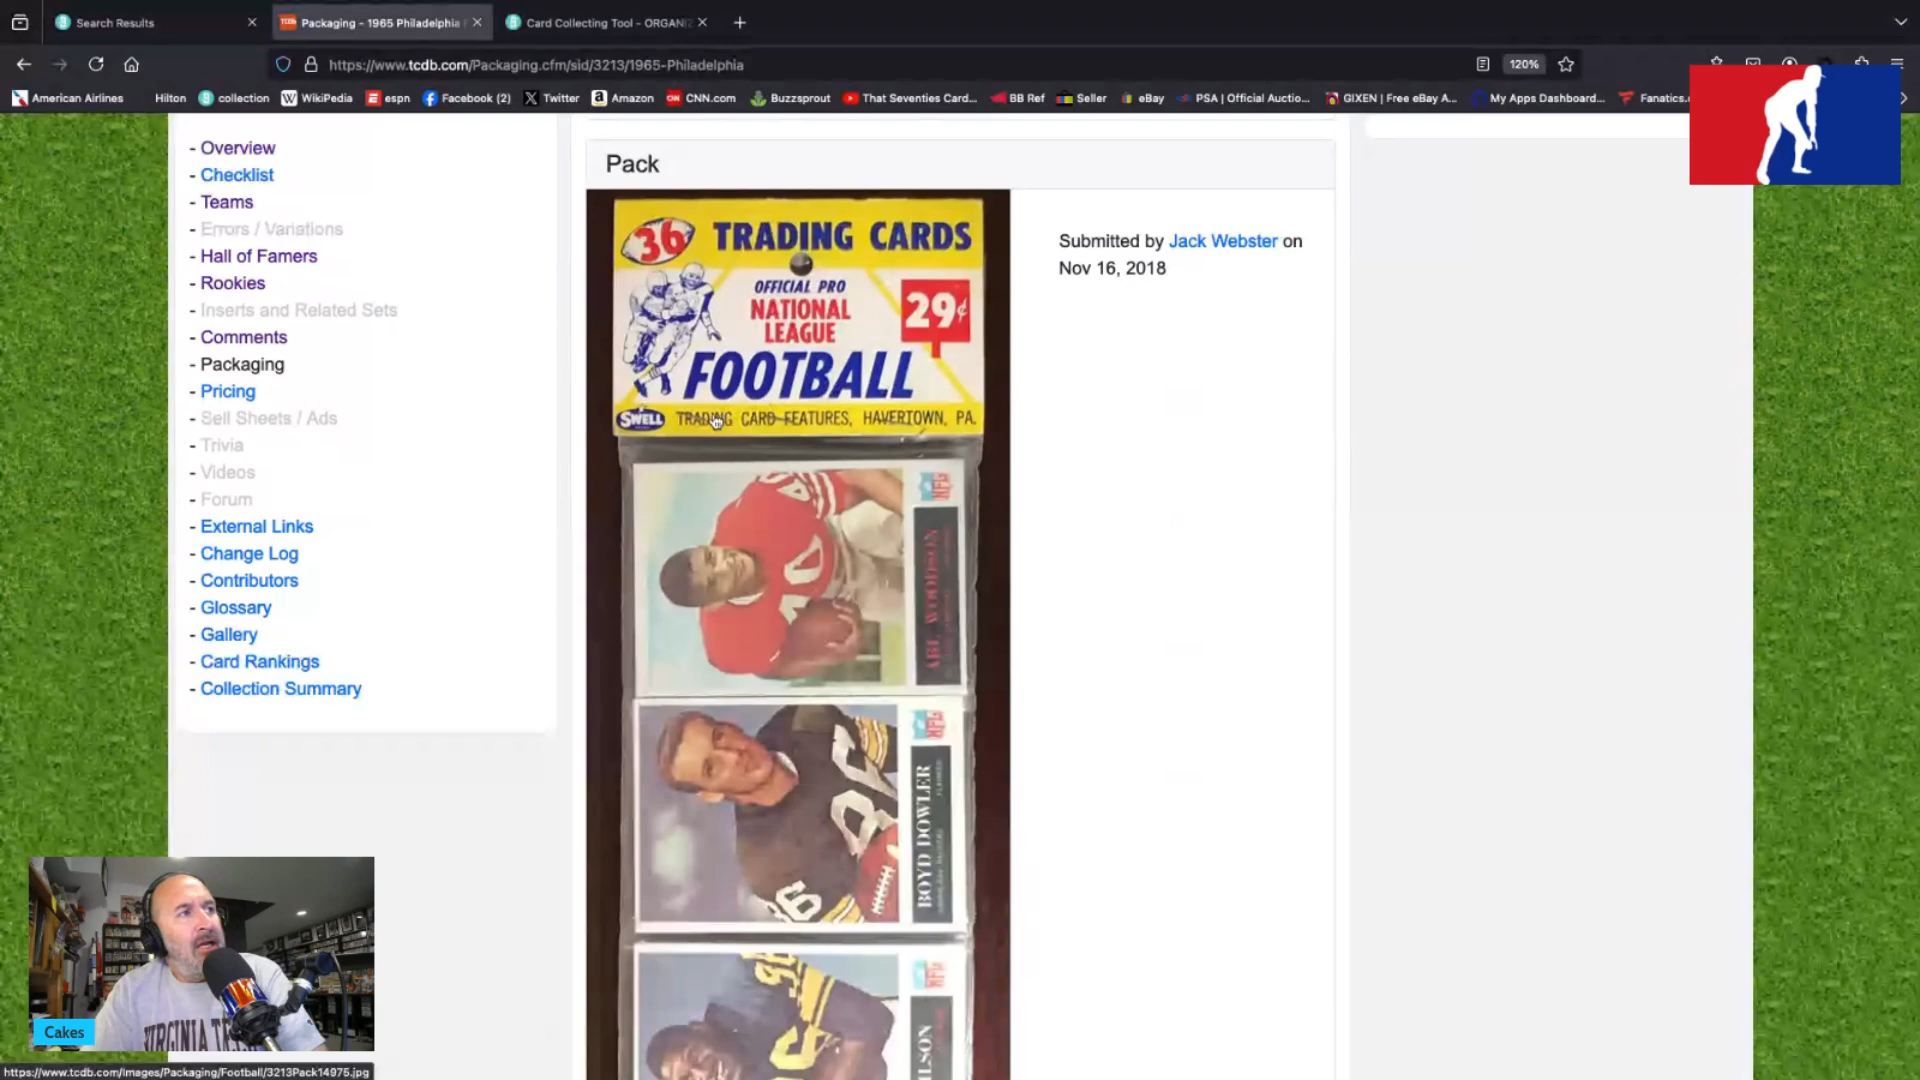 Search Results
Packaging - 1965 Philadelphia
Card Collecting Tool - ORGANI
https://www.tcdb.com/Packaging.cfm/sid/3213/1965-Philadelphia
120%
American Airlines
Hilton
collection
WikiPedia
espn
Facebook (2)
Twitter
Amazon
CNN.com
Buzzsprout
That Seventies Card...
BB Ref
Seller
eBay
PSA | Official Auctio...
GIXEN | Free eBay A...
My Apps Dashboard...
- Overview
- Checklist
- Teams
- Errors / Variations
- Hall of Famers
- Rookies
- Inserts and Related Sets
- Comments
- Packaging
- Pricing
- Sell Sheets / Ads
- Trivia
- Videos
- Forum
- External Links
- Change Log
- Contributors
- Glossary
- Gallery
- Card Rankings
- Collection Summary
Pack
36 TRADING CARDS
OFFICIAL PRO
NATIONAL
LEAGUE
29¢
FOOTBALL
SWELL TRADING CARD FEATURES, HAVERTOWN, PA.
NFL
ABE WOODSON
NFL
BOYD DOWLER
NFL
Submitted by Jack Webster on
Nov 16, 2018
Cakes
https://www.tcdb.com/Images/Packaging/Football/3213Pack14975.jpg